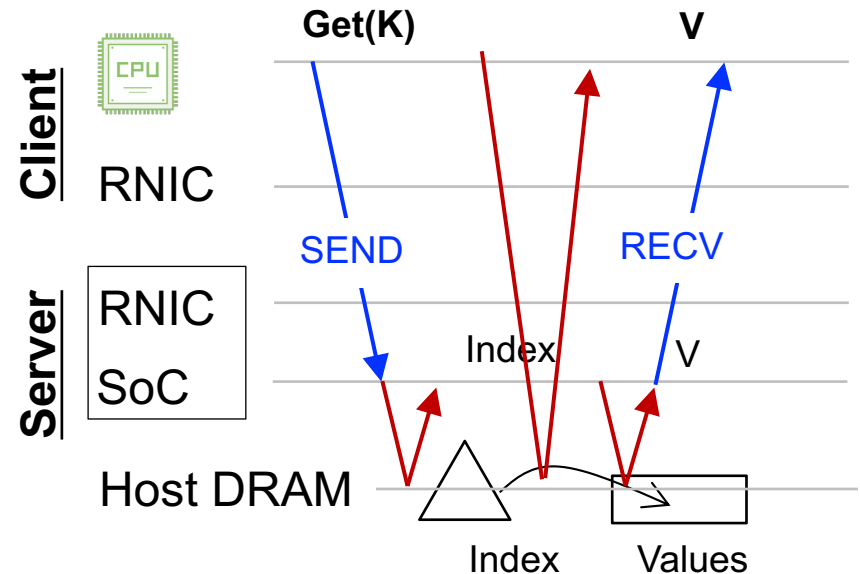 Get(K)
V
Client
CPU
RNIC
SEND
RECV
Server
RNIC
Index
V
SoC
Host DRAM
Index
Values